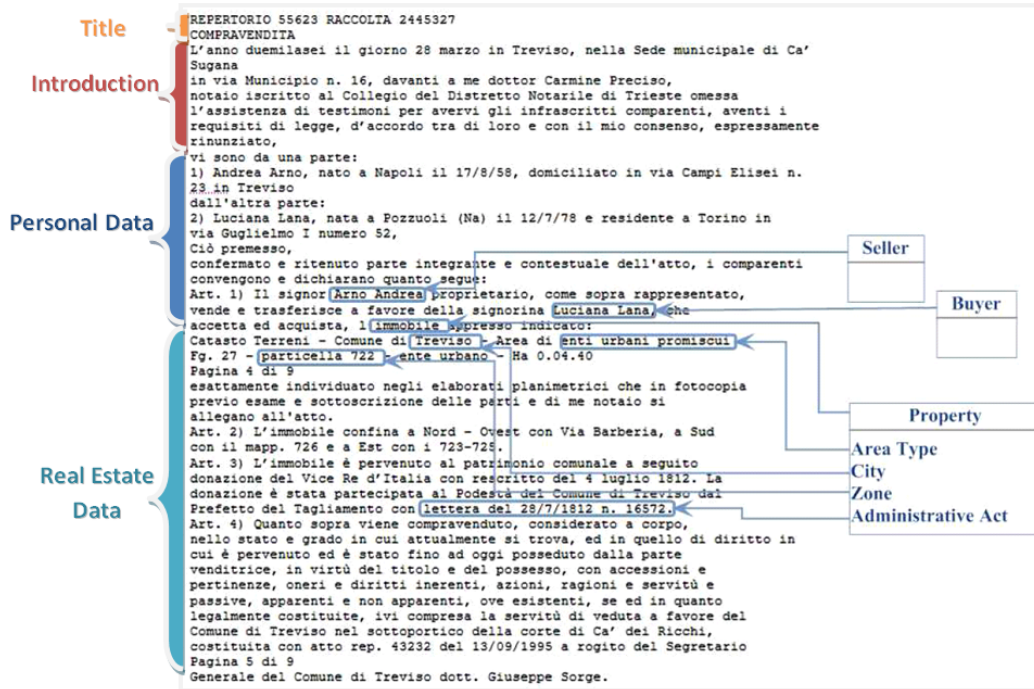 Title
Introduction
Personal Data
Real Estate
Data
REPERTORIO 55623 RACCOLTA 2445327
COMPRAVENDITA
L’anno duemilasei il giorno 28 marzo in Treviso, nella Sede municipale di Ca’
Sugana
in via Municipio n. 16, davanti a me dottor Carmine Preciso,
notaio iscritto al Collegio del Distretto Notarile di Trieste omessa
l’assistenza di testimoni per avervi gli infrascritti comparenti, aventi i
requisiti di legge, d’accordo tra di loro e con il mio consenso, espressamente
rinunziato,
vi sono da una parte:
1) Andrea Arno, nato a Napoli il 17/8/58, domiciliato in via Campi Elisei n.
23 in Treviso
dall'altra parte:
2) Luciana Lana, nata a Pozzuoli (Na) il 12/7/78 e residente a Torino in
via Guglielmo I numero 52,
Ciò premesso,
confermato e ritenuto parte integrante e contestuale dell'atto, i comparenti
convengono e dichiarano quanto segue:
Art. 1) Il signor Arno Andrea proprietario, come sopra rappresentato,
vende e trasferisce a favore della signorina Luciana Lana, che
accetta ed acquista, l immobile appresso indicato:
Catasto Terreni - Comune di Treviso - Area di enti urbani promiscui
Fg. 27 - particella 722 - ente urbano - Ha 0.04.40
Pagina 4 di 9
esattamente individuato negli elaborati planimetrici che in fotocopia
previo esame e sottoscrizione delle parti e di me notaio si
allegano all'atto.
Art. 2) L’immobile confina a Nord - Ovest con Via Barberia, a Sud
con il mapp. 726 e a Est con i 723-725.
Art. 3) L’immobile è pervenuto al patrimonio comunale a seguito
donazione del Vice Re d’Italia con rescritto del 4 luglio 1812. La
donazione è stata partecipata al Podestà del Comune di Treviso dal
Prefetto del Tagliamento con lettera del 28/7/1812 n. 16572.
Art. 4) Quanto sopra viene compravenduto, considerato a corpo,
nello stato e grado in cui attualmente si trova, ed in quello di diritto in
cui è pervenuto ed è stato fino ad oggi posseduto dalla parte
venditrice, in virtù del titolo e del possesso, con accessioni e
pertinenze, oneri e diritti inerenti, azioni, ragioni e servitù e
passive, apparenti e non apparenti, ove esistenti, se ed in quanto
legalmente costituite, ivi compresa la servitù di veduta a favore del
Comune di Treviso nel sottoportico della corte di Ca’ dei Ricchi,
costituita con atto rep. 43232 del 13/09/1995 a rogito del Segretario
Pagina 5 di 9
Generale del Comune di Treviso dott. Giuseppe Sorge.
Seller
Buyer
Property
Area Type
City
Zone
Administrative Act